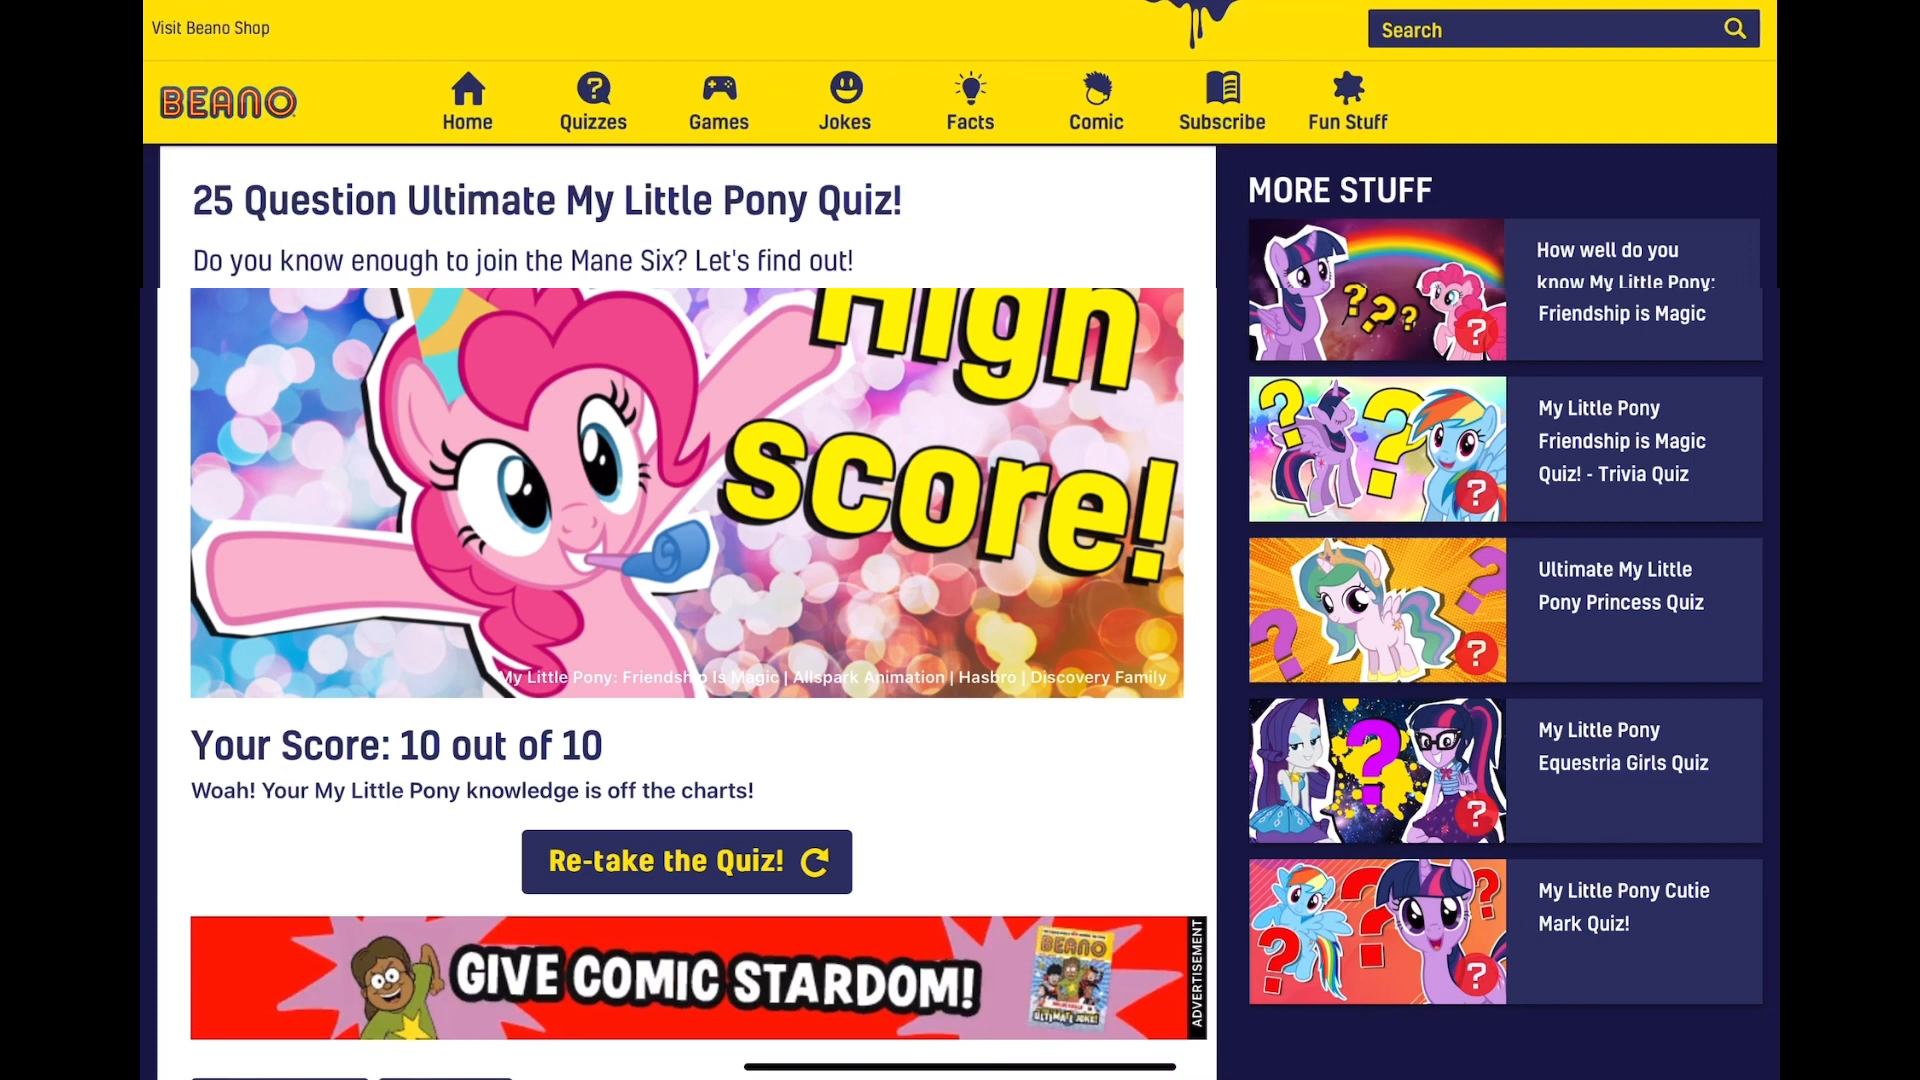 Visit Beano Shop
Search
BEANO
Home
Quizzes
Games
Jokes
Facts
Comic
Subscribe
Fun Stuff
25 Question Ultimate My Little Pony Quiz!
Do you know enough to join the Mane Six? Let's find out!
High
score!
My Little Pony: Friendship Is Magic | Allspark Animation | Hasbro | Discovery Family
Your Score: 10 out of 10
Woah! Your My Little Pony knowledge is off the charts!
Re-take the Quiz!
GIVE COMIC STARDOM!
BEANO
ULTIMATE JOKE!
ADVERTISEMENT
MORE STUFF
???
?
How well do you
know My Little Pony:
Friendship is Magic
? ?
?
My Little Pony
Friendship is Magic
Quiz! - Trivia Quiz
? ?
?
Ultimate My Little
Pony Princess Quiz
?
?
My Little Pony
Equestria Girls Quiz
? ? ?
?
My Little Pony Cutie
Mark Quiz!